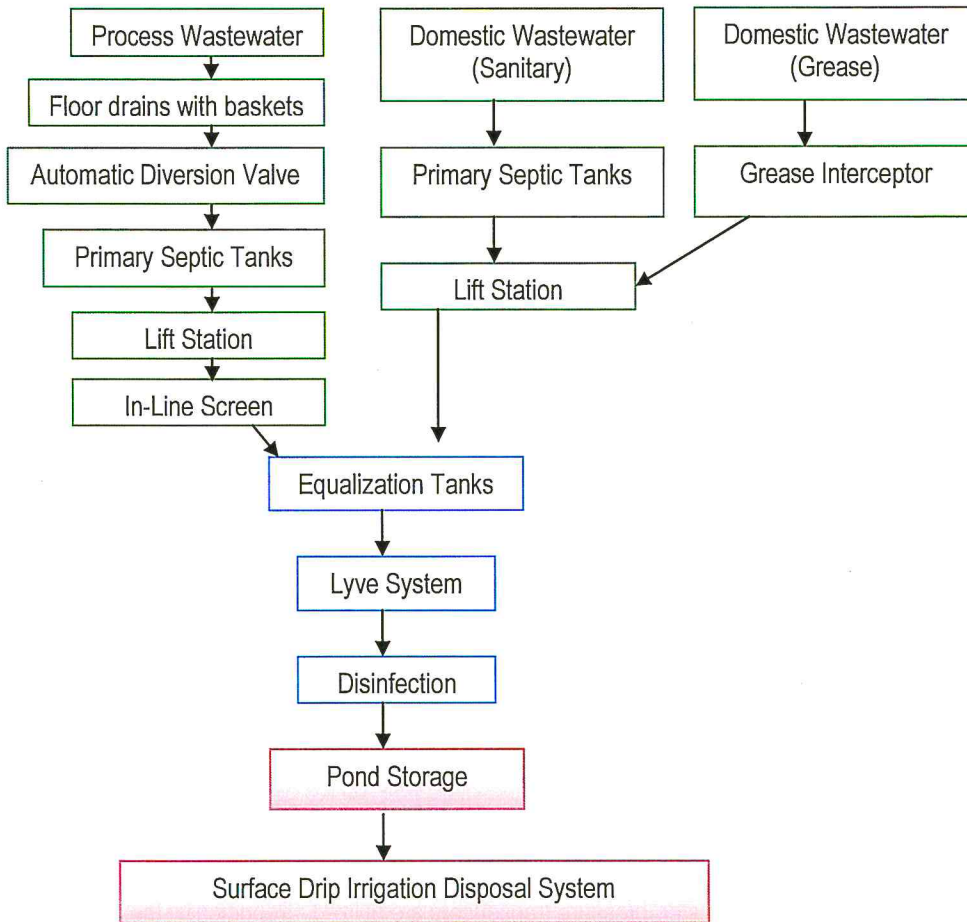 Process Wastewater
Floor drains with baskets
Automatic Diversion Valve
Primary Septic Tanks
Lift Station
In-Line Screen
Domestic Wastewater
(Sanitary)
Primary Septic Tanks
Lift Station
Domestic Wastewater
(Grease)
Grease Interceptor
Equalization Tanks
Lyve System
Disinfection
Pond Storage
Surface Drip Irrigation Disposal System